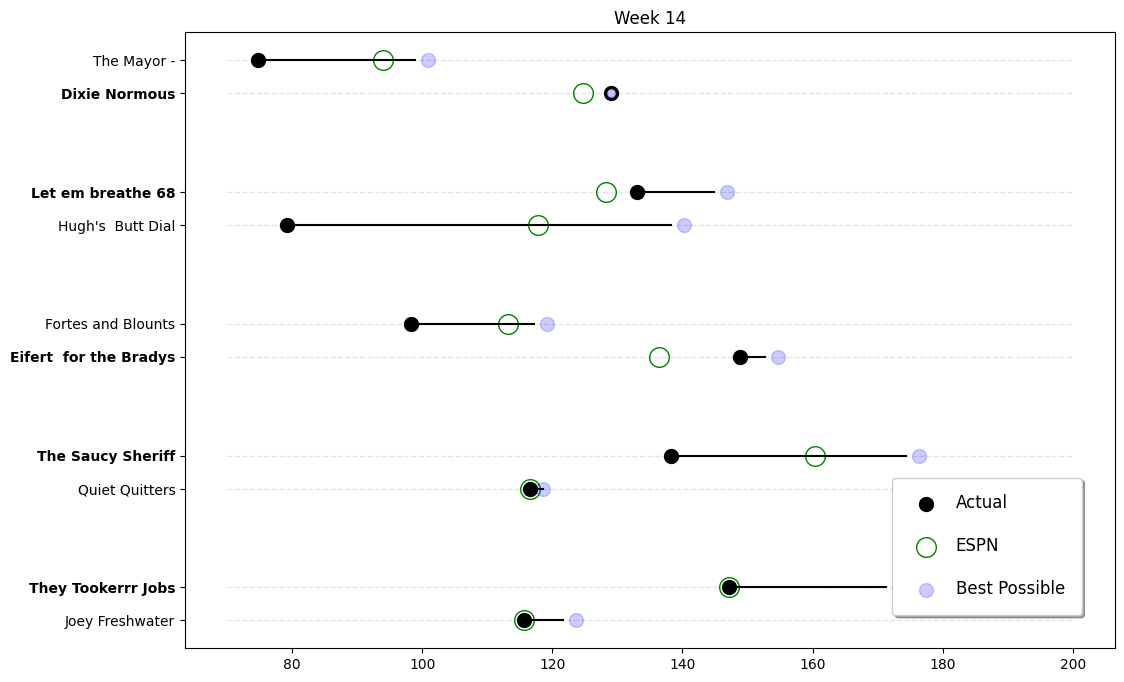 Week 14
The Mayor -
Dixie Normous
Let em breathe 68
Hugh's  Butt Dial
Fortes and Blounts
Eifert  for the Bradys
The Saucy Sheriff
Quiet Quitters
They Tookerrr Jobs
Joey Freshwater
Actual
ESPN
Best Possible
80 100 120 140 160 180 200